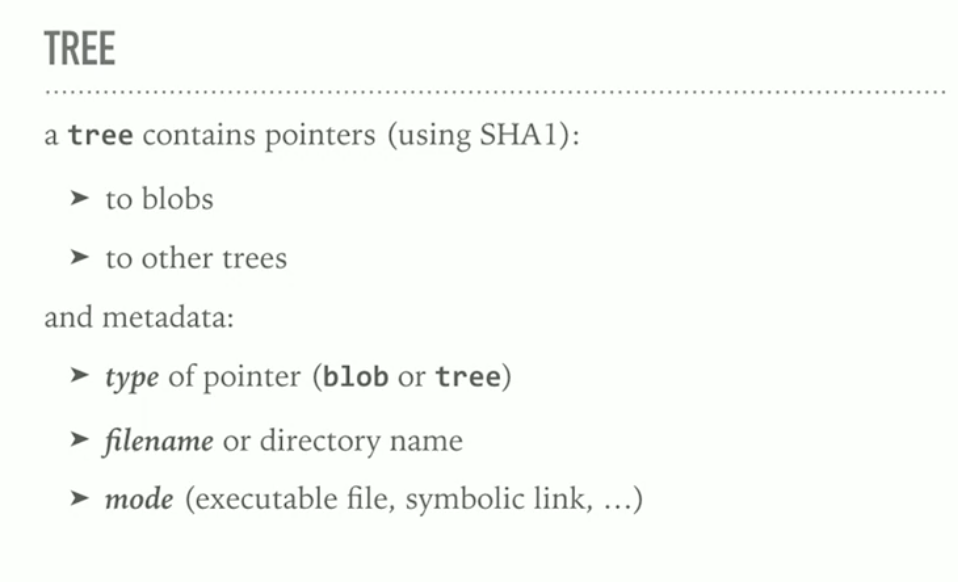 TREE
a tree contains pointers (using SHA1):
➤ to blobs
➤ to other trees
and metadata:
➤ type of pointer (blob or tree)
➤ filename or directory name
➤ mode (executable file, symbolic link, …)